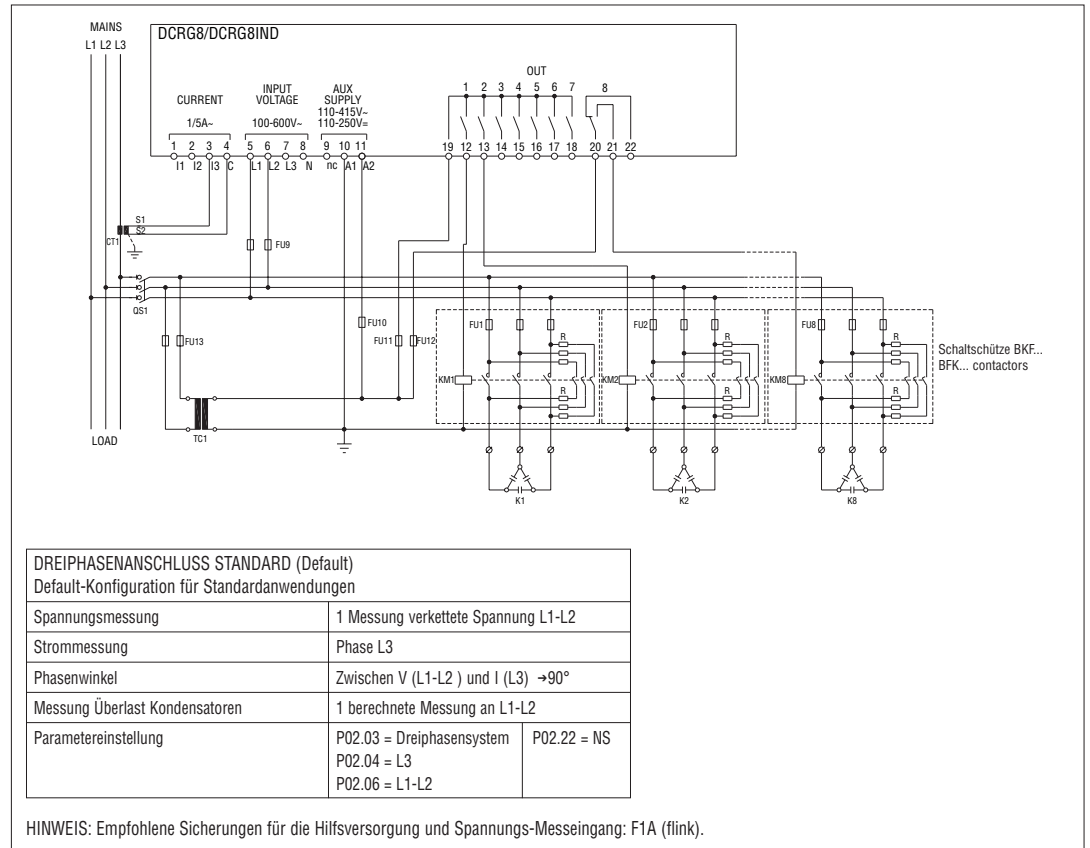 MAINS
L1 L2 L3
DCRG8/DCRG8IND
CURRENT
1/5A~
INPUT
VOLTAGE
100-600V~
AUX
SUPPLY
110-415V~
110-250V=
OUT
1 2 3 4 5 6 7 8
1 2 3 4 5 6 7 8 9 10 11 19 12 13 14 15 16 17 18 20 21 22
I1 I2 I3 C L1 L2 L3 N nc A1 A2
S1
S2
CT1
FU9
QS1
FU13
FU10
FU11
FU12
FU1
FU2
FU8
R
R
R
R
R
R
KM1
KM2
KM8
Schaltschütze BKF...
BFK... contactors
LOAD
TC1
K1
K2
K8
DREIPHASENANSCHLUSS STANDARD (Default)
Default-Konfiguration für Standardanwendungen
Spannungsmessung 1 Messung verkettete Spannung L1-L2
Strommessung Phase L3
Phasenwinkel Zwischen V (L1-L2 ) und I (L3) ➔90°
Messung Überlast Kondensatoren 1 berechnete Messung an L1-L2
Parametereinstellung P02.03 = Dreiphasensystem P02.22 = NS
P02.04 = L3
P02.06 = L1-L2
HINWEIS: Empfohlene Sicherungen für die Hilfsversorgung und Spannungs-Messeingang: F1A (flink).